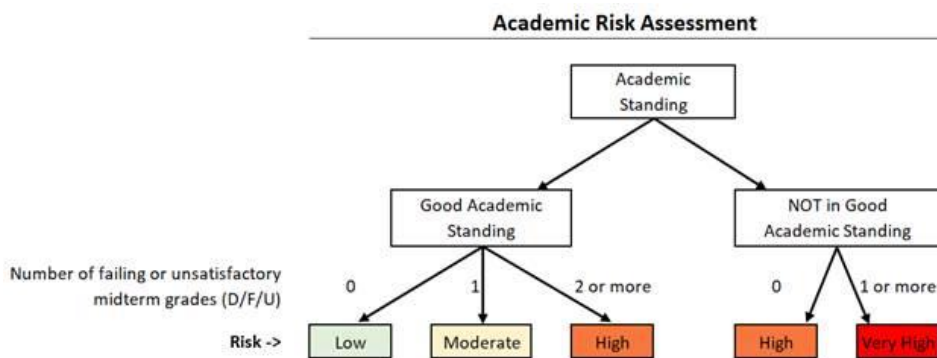 Academic Risk Assessment
Academic
Standing
Good Academic
Standing
NOT in Good
Academic Standing
Number of failing or unsatisfactory
midterm grades (D/F/U)
0
1
2 or more
0
1 or more
Risk ->
Low
Moderate
High
High
Very High